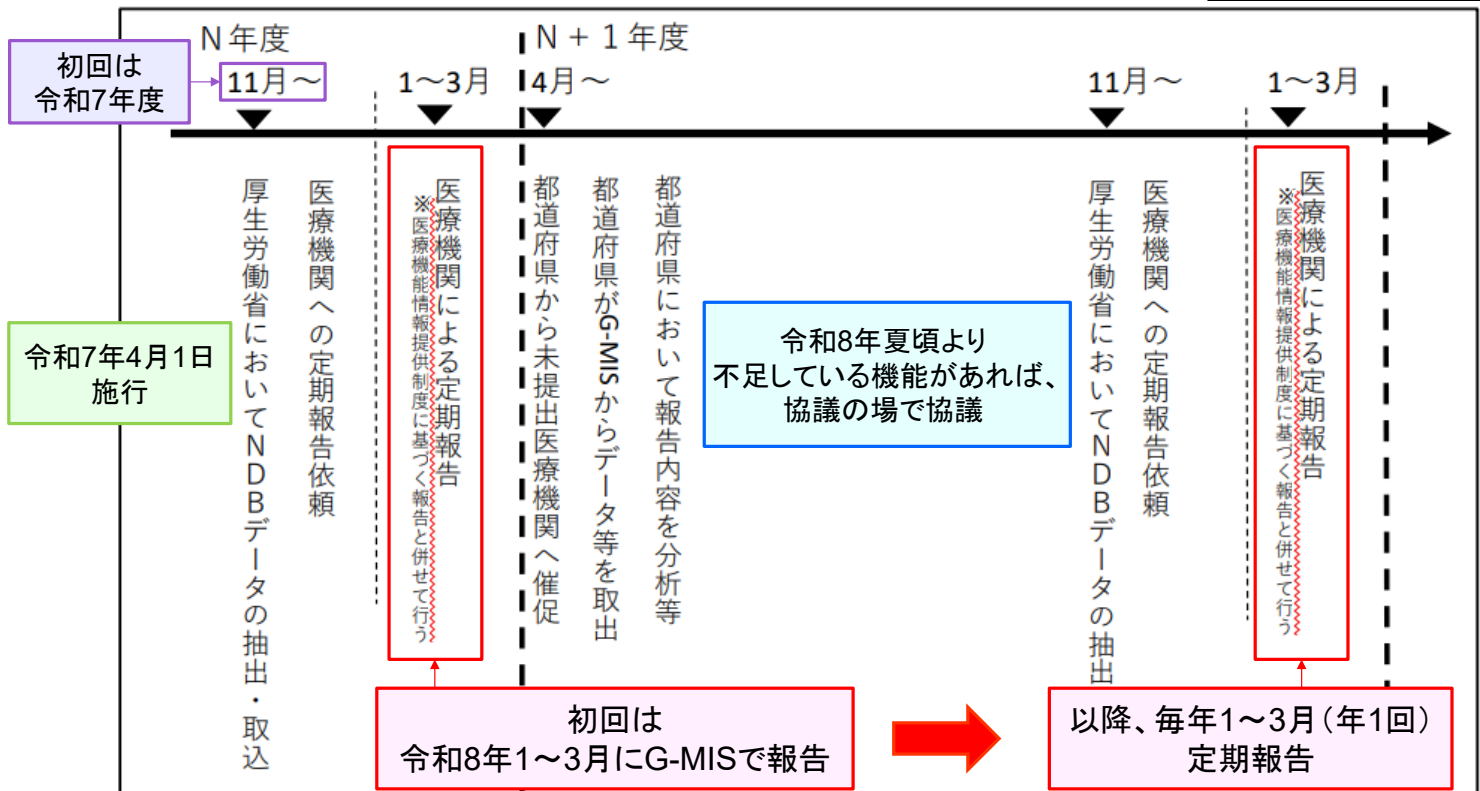 N年度
N + 1年度
初回は
令和7年度
11月～
1～3月
4月～
11月～
1～3月
厚生労働省においてNDBデータの抽出・取込
医療機関への定期報告依頼
医療機関による定期報告
※医療機能情報提供制度に基づく報告と併せて行う
都道府県から未提出医療機関へ催促
都道府県がG-MISからデータ等を取出
都道府県において報告内容を分析等
厚生労働省においてNDBデータの抽出
医療機関への定期報告依頼
医療機関による定期報告
※医療機能情報提供制度に基づく報告と併せて行う
令和7年4月1日
施行
令和8年夏頃より
不足している機能があれば、
協議の場で協議
初回は
令和8年1～3月にG-MISで報告
以降、毎年1～3月（年1回）
定期報告